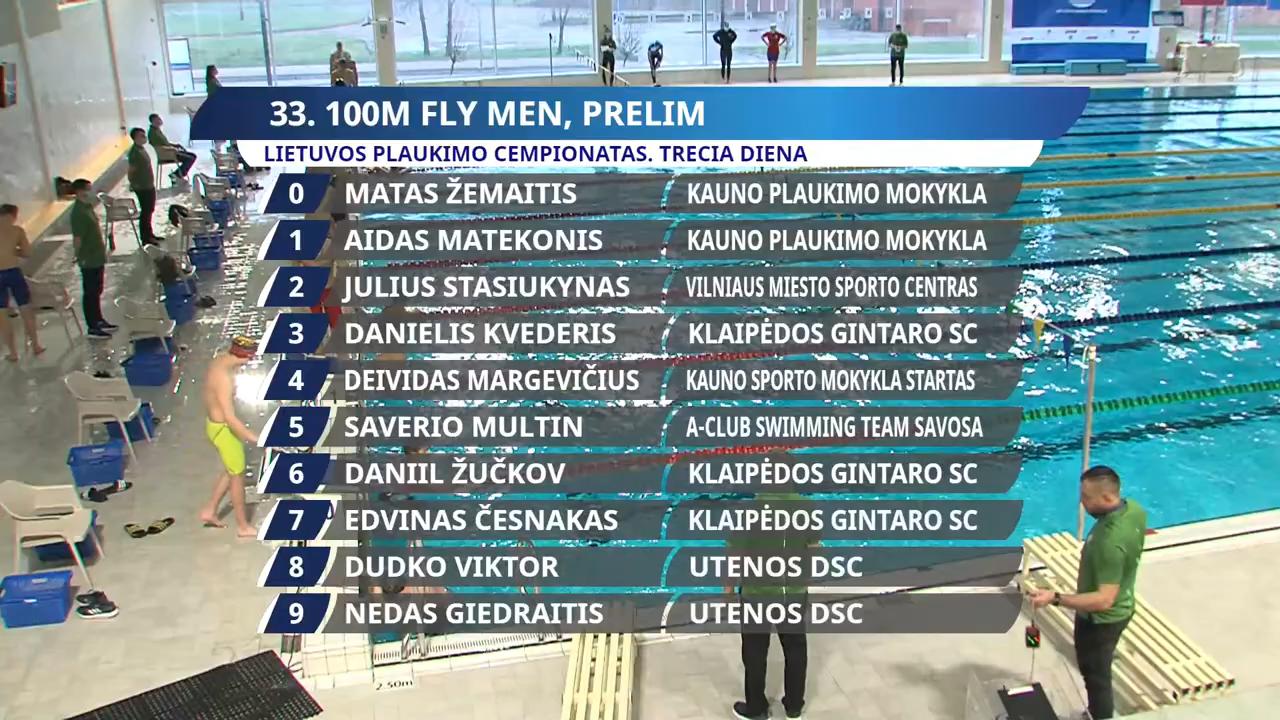 33. 100M FLY MEN, PRELIM
LIETUVOS PLAUKIMO CEMPIONATAS. TRECIA DIENA
0 MATAS ŽEMAITIS KAUNO PLAUKIMO MOKYKLA
1 AIDAS MATEKONIS KAUNO PLAUKIMO MOKYKLA
2 JULIUS STASIUKYNAS VILNIAUS MIESTO SPORTO CENTRAS
3 DANIELIS KVEDERIS KLAIPĖDOS GINTARO SC
4 DEIVIDAS MARGEVIČIUS KAUNO SPORTO MOKYKLA STARTAS
5 SAVERIO MULTIN A-CLUB SWIMMING TEAM SAVOSA
6 DANIIL ŽUČKOV KLAIPĖDOS GINTARO SC
7 EDVINAS ČESNAKAS KLAIPĖDOS GINTARO SC
8 DUDKO VIKTOR UTENOS DSC
9 NEDAS GIEDRAITIS UTENOS DSC
2.50m